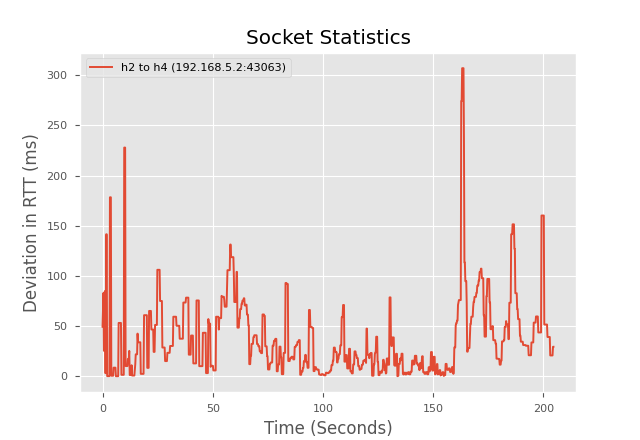 Socket Statistics
h2 to h4 (192.168.5.2:43063)
Deviation in RTT (ms)
300
250
200
150
100
50
0
0 50 100 150 200
Time (Seconds)